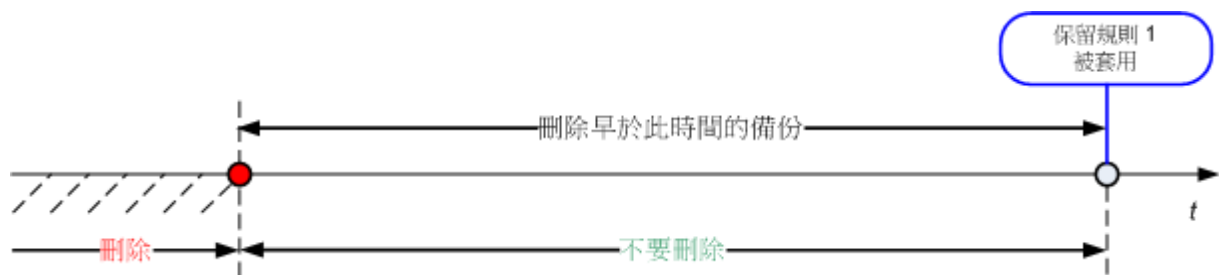 保留規則 1
被套用
刪除早於此時間的備份
t
刪除
不要刪除